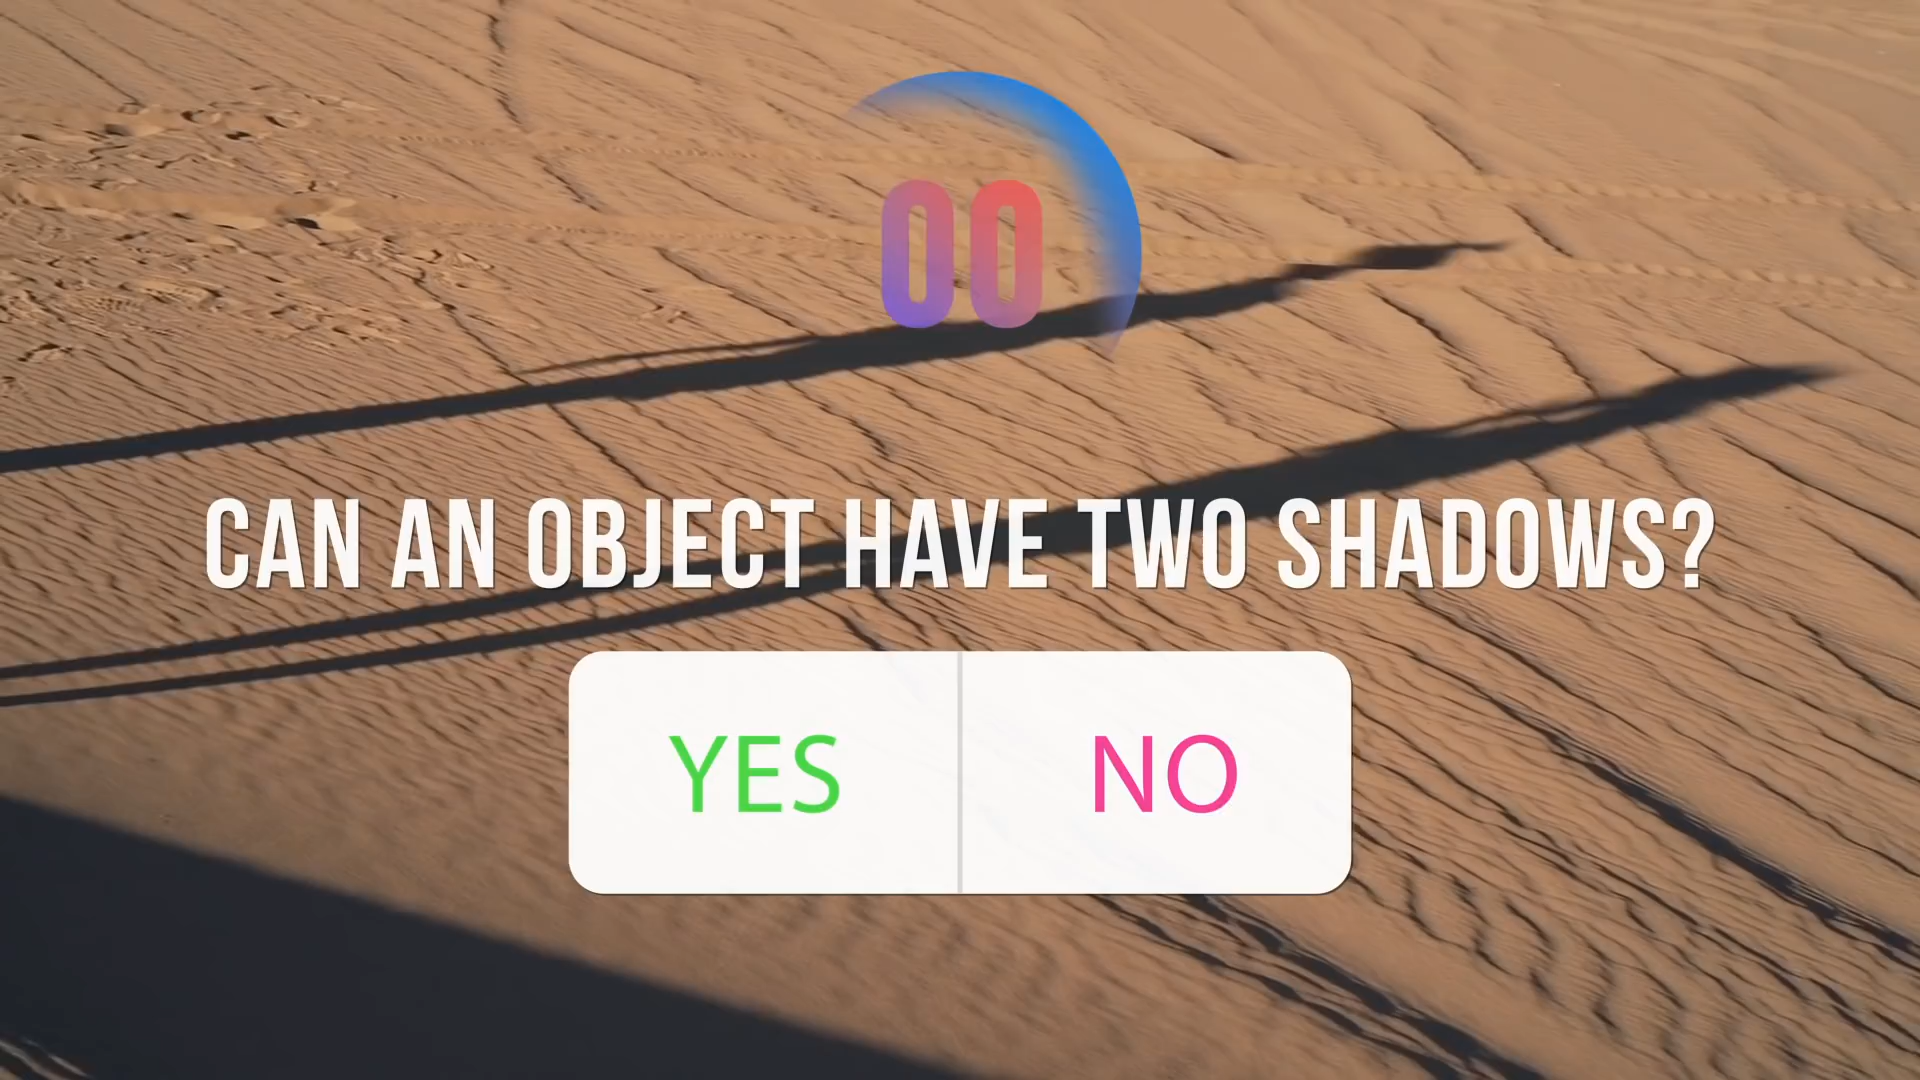 00
CAN AN OBJECT HAVE TWO SHADOWS?
YES
NO